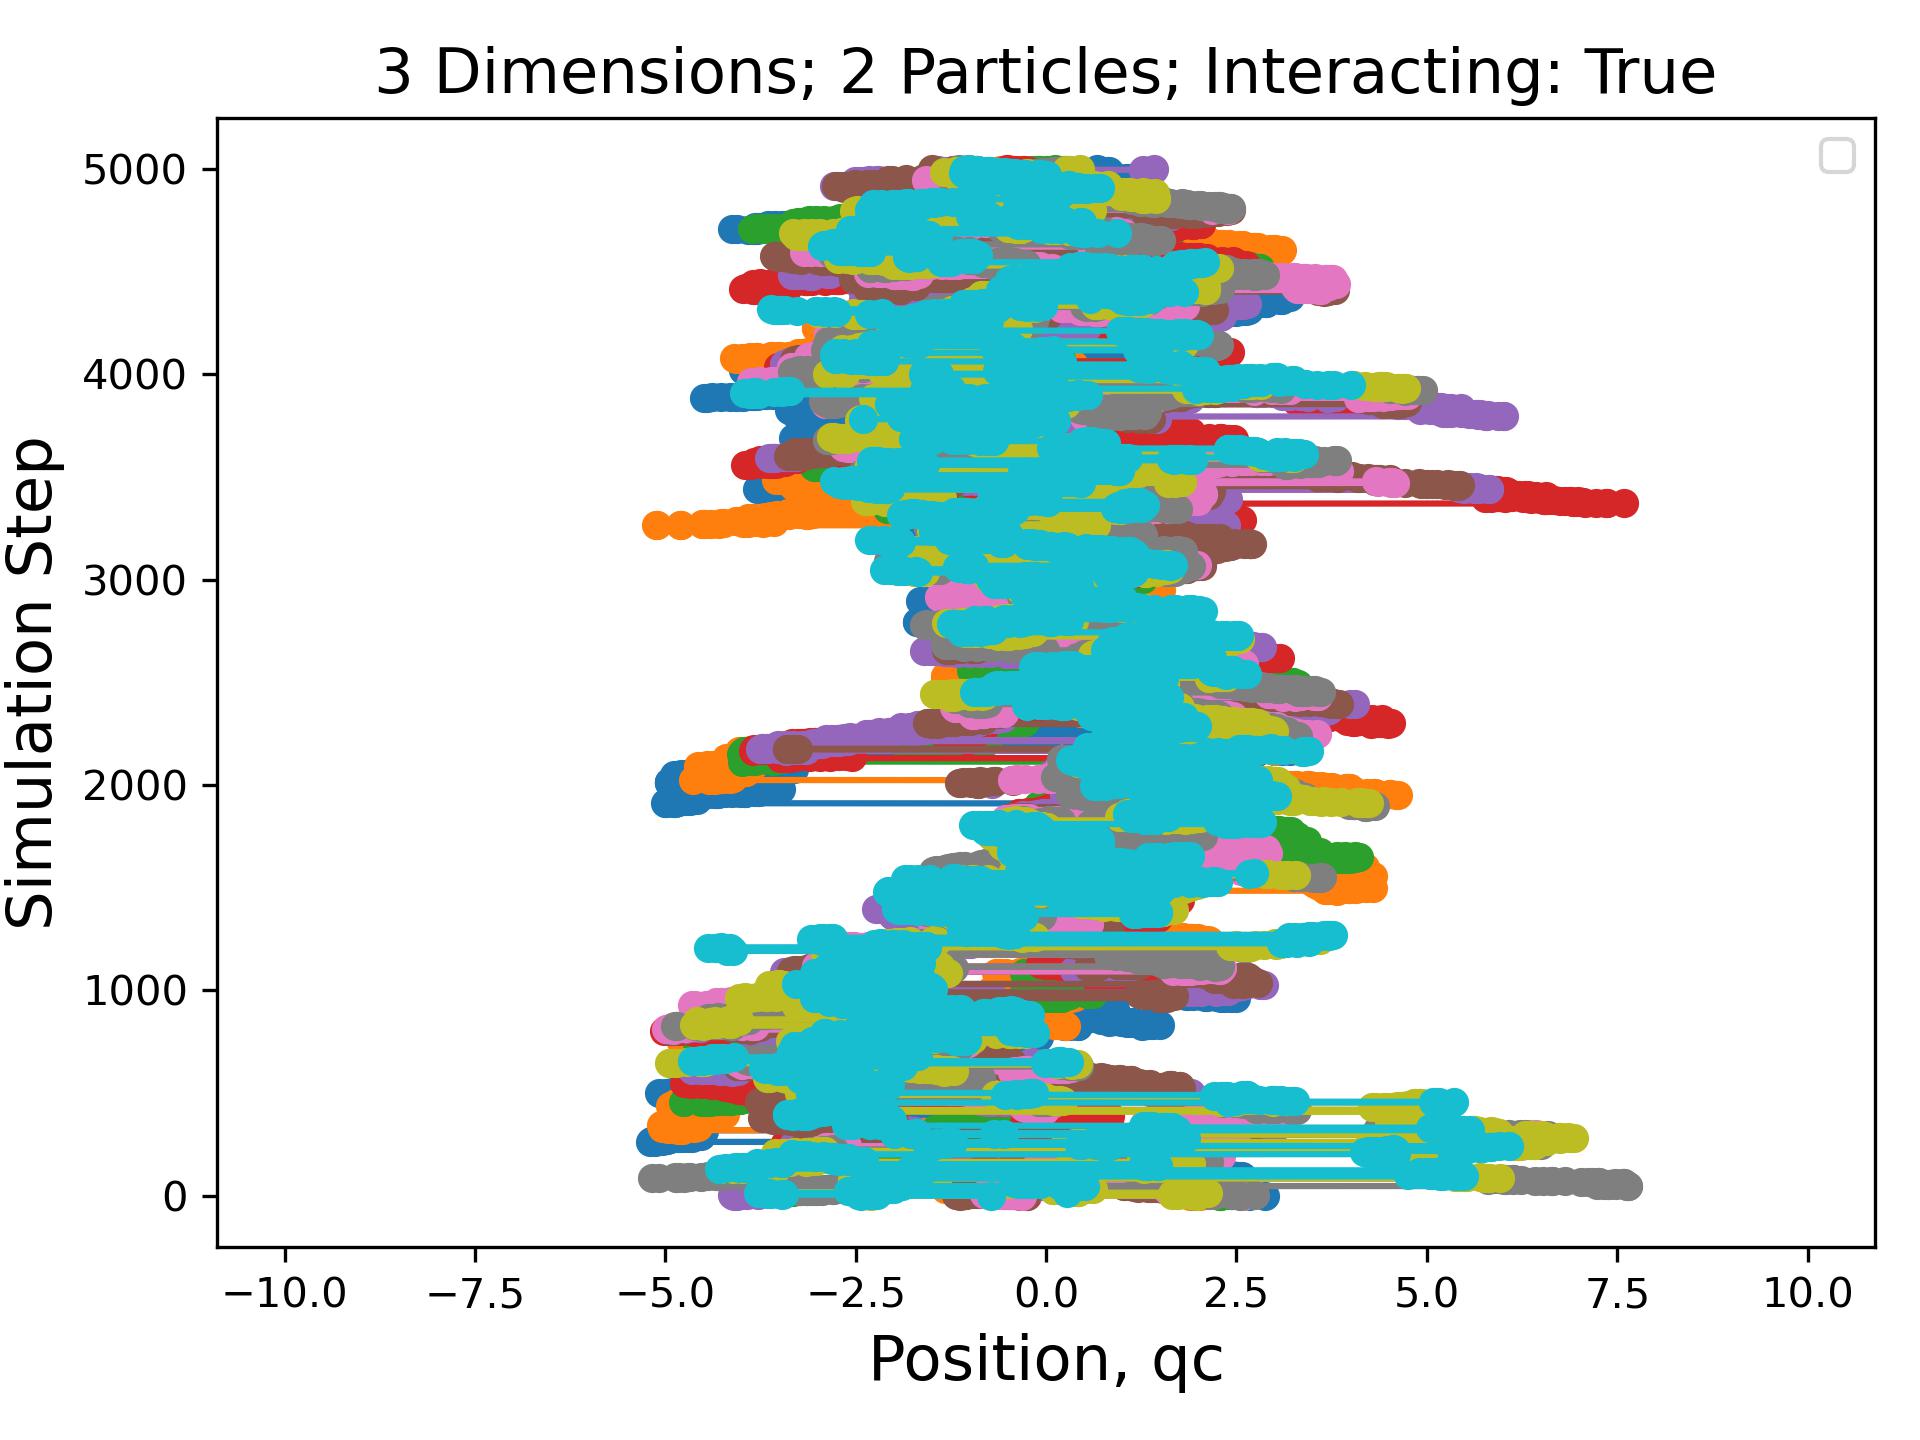 3 Dimensions; 2 Particles; Interacting: True
5000
4000
3000
2000
1000
0
Simulation Step
−10.0 −7.5 −5.0 −2.5 0.0 2.5 5.0 7.5 10.0
Position, qc